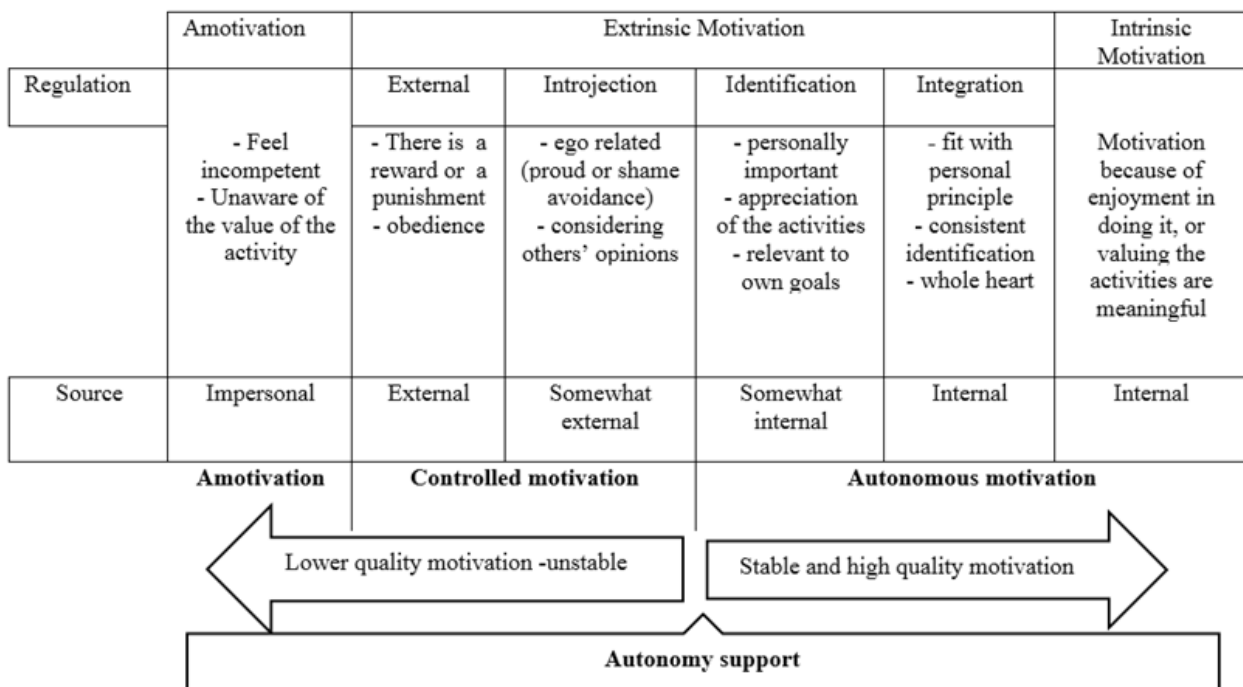 Amotivation
Extrinsic Motivation
Intrinsic
Motivation
Regulation
External
Introjection
Identification
Integration
- Feel
incompetent
- Unaware of
the value of the
activity
- There is a
reward or a
punishment
- obedience
- ego related
(proud or shame
avoidance)
- considering
others’ opinions
- personally
important
- appreciation
of the activities
- relevant to
own goals
- fit with
personal
principle
- consistent
identification
- whole heart
Motivation
because of
enjoyment in
doing it, or
valuing the
activities are
meaningful
Source
Impersonal
External
Somewhat
external
Somewhat
internal
Internal
Internal
Amotivation
Controlled motivation
Autonomous motivation
Lower quality motivation -unstable
Stable and high quality motivation
Autonomy support